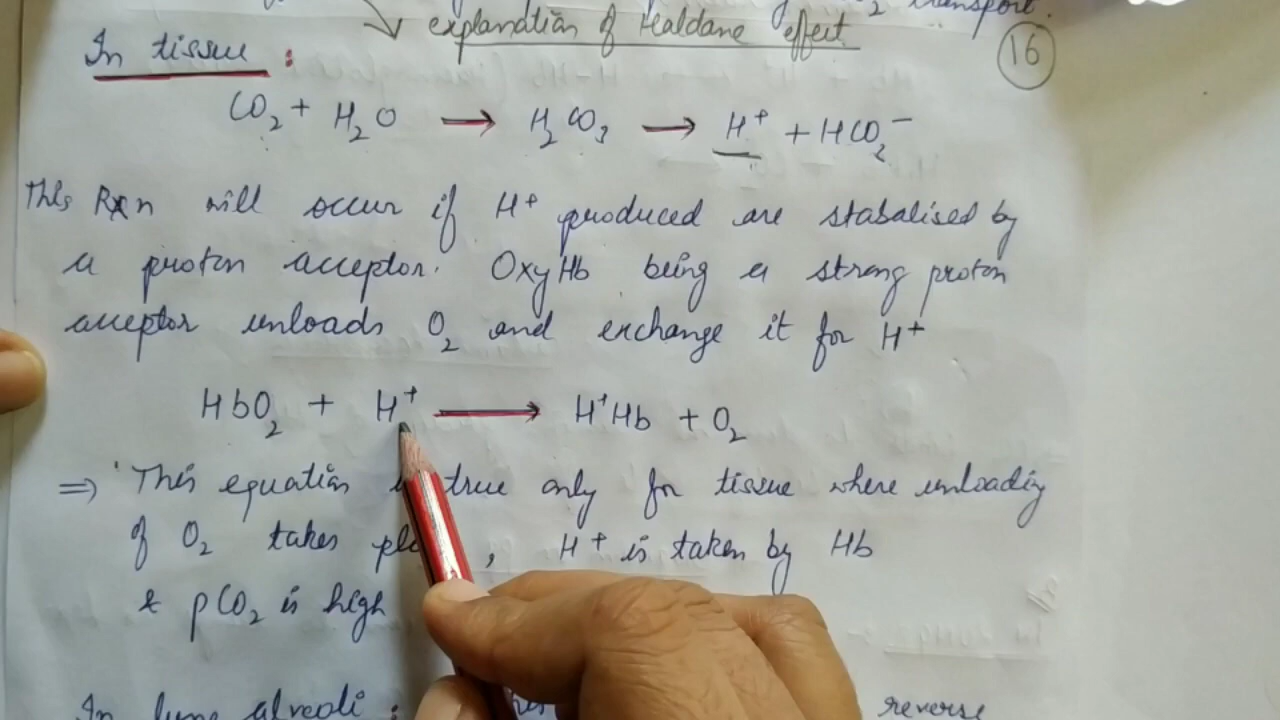 transport.
explanation of Haldane effect
16
In tissue :
CO2 + H2O → H2CO3 → H+ + HCO2-
This Rxn will occur if H+ produced are stabalised by
a proton acceptor. OxyHb being a strong proton
acceptor unloads O2 and exchange it for H+
HbO2 + H+ → H+Hb + O2
⇒ This equation true only for tissue where unloading
of O2 takes , H+ is taken by Hb
& pCO2 is high
In lung alveoli : reverse